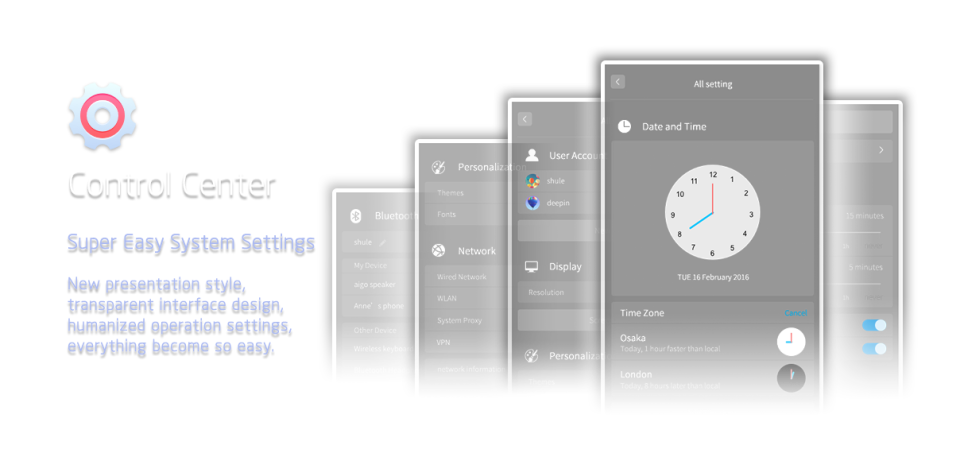 Control Center
Super Easy System Settings
New presentation style,
transparent interface design,
humanized operation settings,
everything become so easy.
Bluetooth
shule
My Device
aiga speaker
Anne's phone
Other Device
Personalization
Themes
Fonts
Network
Wired Network
WLAN
System Proxy
VPN
User Accoun
shule
deepin
Display
Resolution
Personalizat
All setting
Date and Time
12
1
2
3
4
5
6
7
8
9
10
11
TUE 16 February 2016
Time Zone Cancel
Osaka
Today, 1 hour faster than local
London
Today, 8 hours later than local
15 minutes
5 minutes